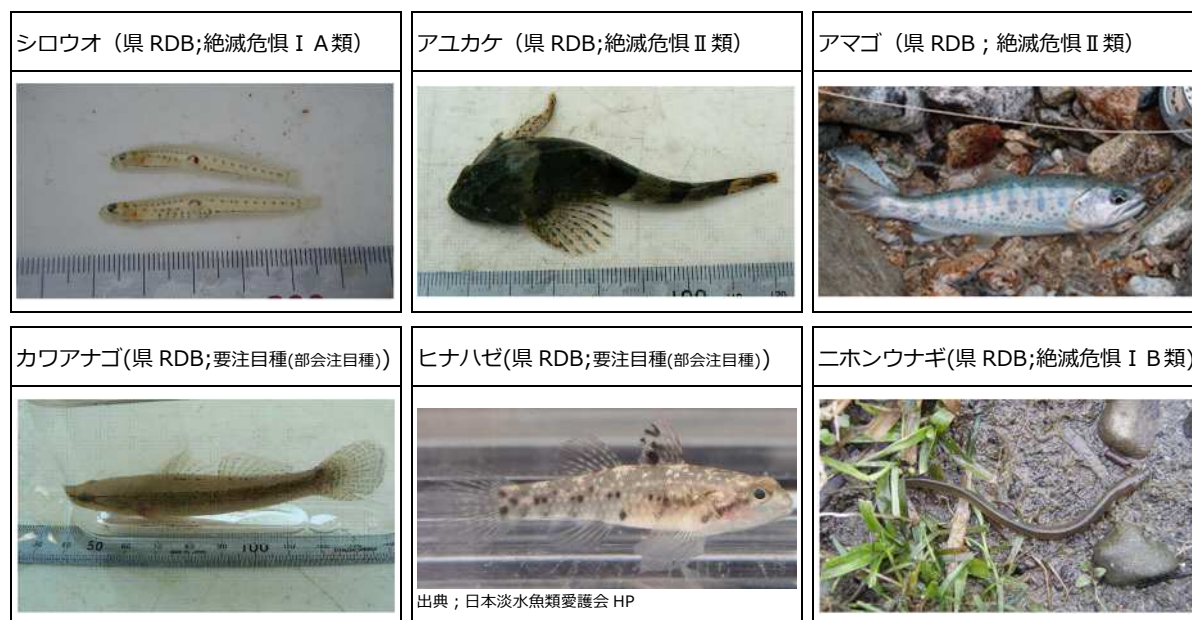 シロウオ（県 RDB;絶滅危惧ⅠA類）
アユカケ（県 RDB;絶滅危惧Ⅱ類）
アマゴ（県 RDB；絶滅危惧Ⅱ類）
カワアナゴ(県 RDB;要注目種(部会注目種))
ヒナハゼ(県 RDB;要注目種(部会注目種))
ニホンウナギ(県 RDB;絶滅危惧ⅠB類)
50
100
出典；日本淡水魚類愛護会 HP